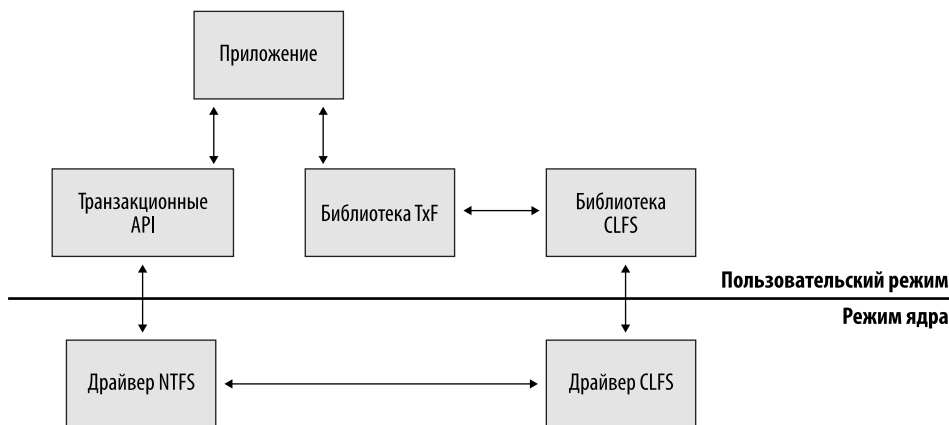 Приложение
Транзакционные
API
Библиотека TxF
Библиотека
CLFS
Пользовательский режим
Режим ядра
Драйвер NTFS
Драйвер CLFS